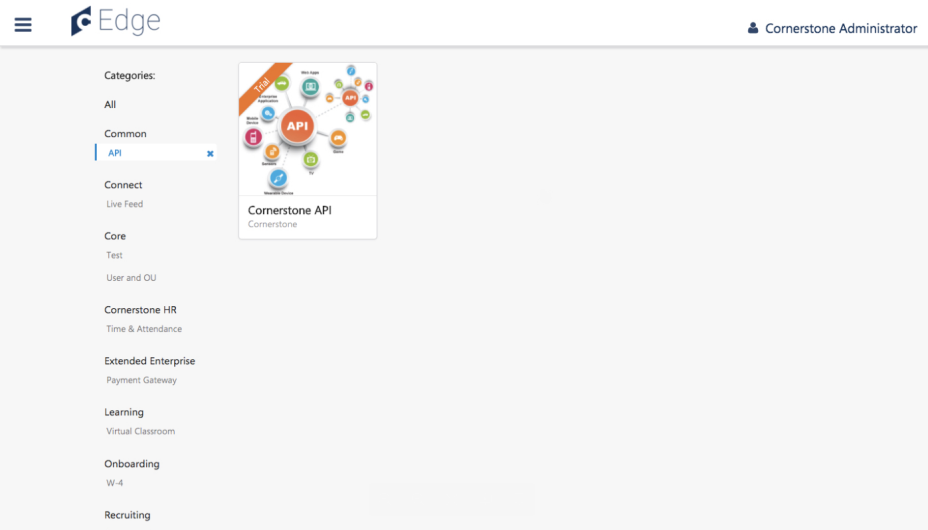 Edge
Cornerstone Administrator
Categories:
All
Common
API
Connect
Live Feed
Core
Test
User and OU
Cornerstone HR
Time & Attendance
Extended Enterprise
Payment Gateway
Learning
Virtual Classroom
Onboarding
W-4
Recruiting
Trial
Web Apps
Enterprise
Application
Mobile
Device
API
API
Game
TV
Wearable Device
Cornerstone API
Cornerstone